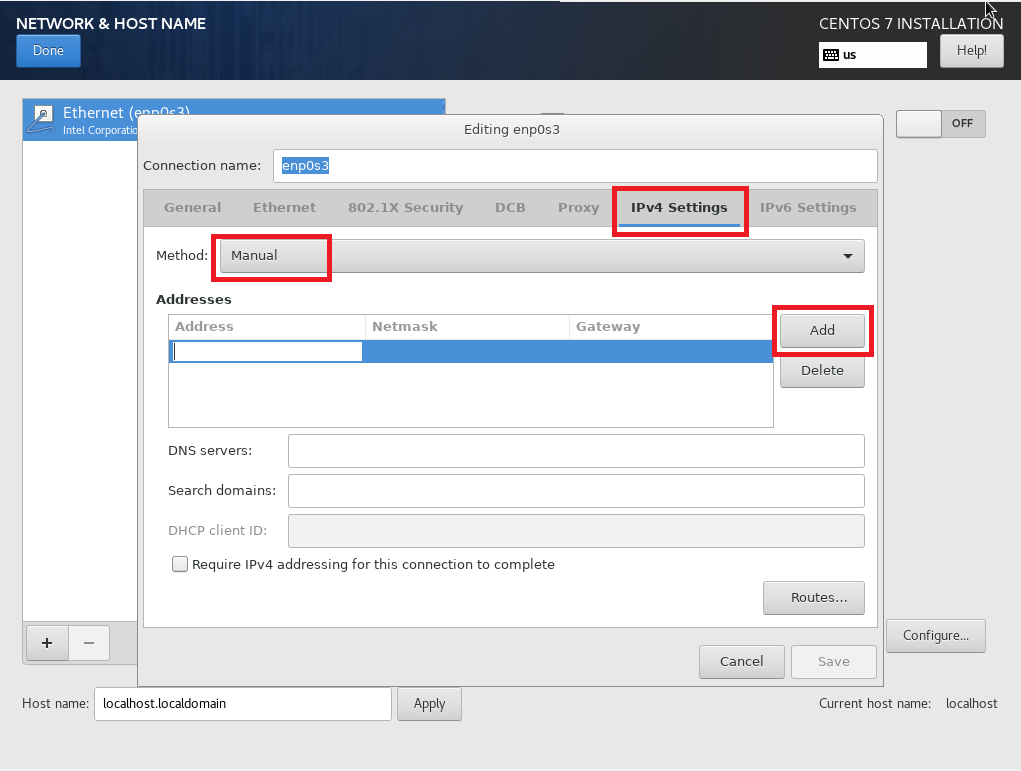 NETWORK & HOST NAME
CENTOS 7 INSTALLATION
Done
us
Help!
Ethernet (enp0s3)
Intel Corporatio
OFF
Editing enp0s3
Connection name: enp0s3
General Ethernet 802.1X Security DCB Proxy IPv4 Settings IPv6 Settings
Method: Manual
Addresses
Address Netmask Gateway
Add
Delete
DNS servers:
Search domains:
DHCP client ID:
Require IPv4 addressing for this connection to complete
Routes...
+ −
Configure...
Cancel Save
Host name: localhost.localdomain Apply
Current host name: localhost